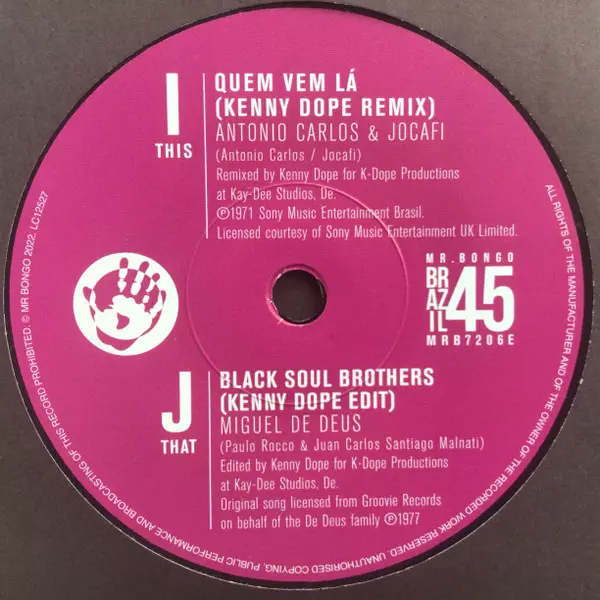 I
THIS
QUEM VEM LÁ
(KENNY DOPE REMIX)
ANTONIO CARLOS & JOCAFI
(Antonio Carlos / Jocafi)
Remixed by Kenny Dope for K-Dope Productions
at Kay-Dee Studios, De.
℗1971 Sony Music Entertainment Brasil.
Licensed courtesy of Sony Music Entertainment UK Limited.
MR.BONGO
BRAZIL 45
MRB7206E
J
THAT
BLACK SOUL BROTHERS
(KENNY DOPE EDIT)
MIGUEL DE DEUS
(Paulo Rocco & Juan Carlos Santiago Malnati)
Edited by Kenny Dope for K-Dope Productions
at Kay-Dee Studios, De.
Original song licensed from Groovie Records
on behalf of the De Deus family ℗1977
ALL RIGHTS OF THE MANUFACTURER AND OF THE OWNER OF THE RECORDED WORK RESERVED. UNAUTHORISED COPYING, PUBLIC PERFORMANCE AND BROADCASTING OF THIS RECORD PROHIBITED. © MR BONGO 2022. LC12527